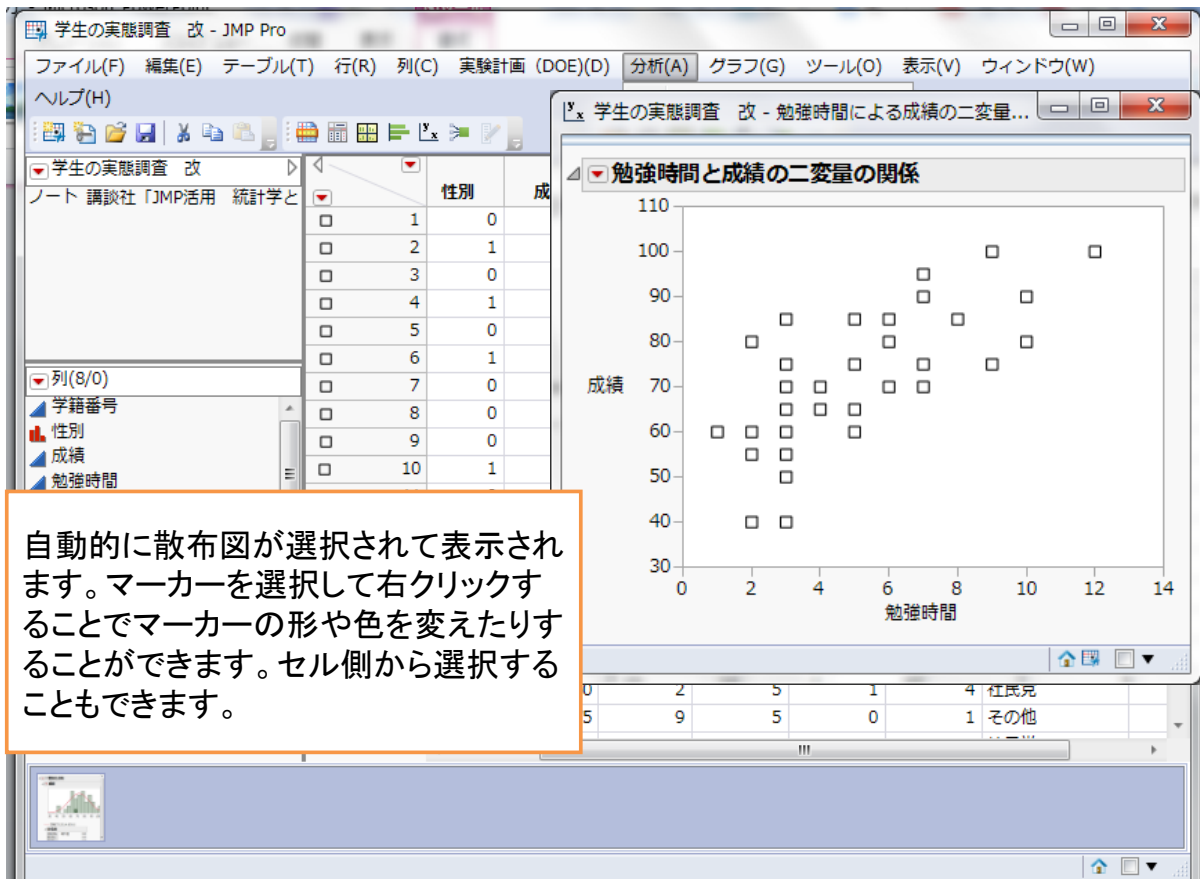 学生の実態調査　改 - JMP Pro
ファイル(F) 編集(E) テーブル(T) 行(R) 列(C) 実験計画 (DOE)(D) 分析(A) グラフ(G) ツール(O) 表示(V) ウィンドウ(W)
ヘルプ(H)
学生の実態調査　改 - 勉強時間による成績の二変量...
学生の実態調査　改
ノート 講談社「JMP活用　統計学と
性別 成
1 0
2 1
3 0
4 1
5 0
6 1
7 0
8 0
9 0
10 1
列(8/0)
学籍番号
性別
成績
勉強時間
勉強時間と成績の二変量の関係
110
100
90
80
成績
70
60
50
40
30
0 2 4 6 8 10 12 14
勉強時間
自動的に散布図が選択されて表示され
ます。マーカーを選択して右クリックす
ることでマーカーの形や色を変えたりす
ることができます。セル側から選択する
こともできます。
0 2 5 1 4 社民党
5 9 5 0 1 その他